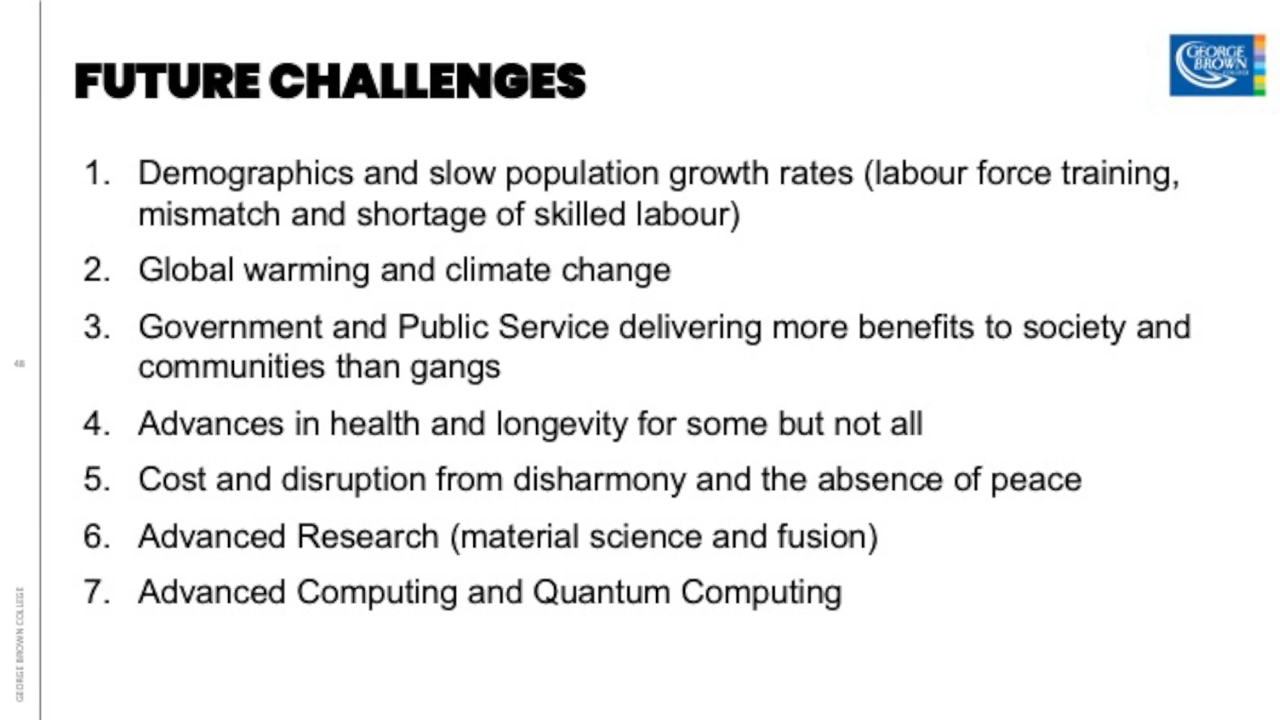 FUTURE CHALLENGES
GEORGE
BROWN
COLLEGE
1. Demographics and slow population growth rates (labour force training,
mismatch and shortage of skilled labour)
2. Global warming and climate change
3. Government and Public Service delivering more benefits to society and
communities than gangs
4. Advances in health and longevity for some but not all
5. Cost and disruption from disharmony and the absence of peace
6. Advanced Research (material science and fusion)
7. Advanced Computing and Quantum Computing
48
GEORGE BROWN COLLEGE